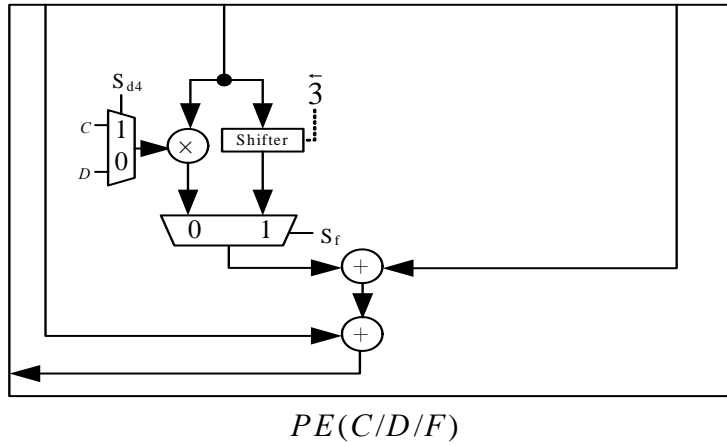 S_d4
3⃖
C 1
× Shifter
D 0
0 1
S_f
+
+
PE(C/D/F)